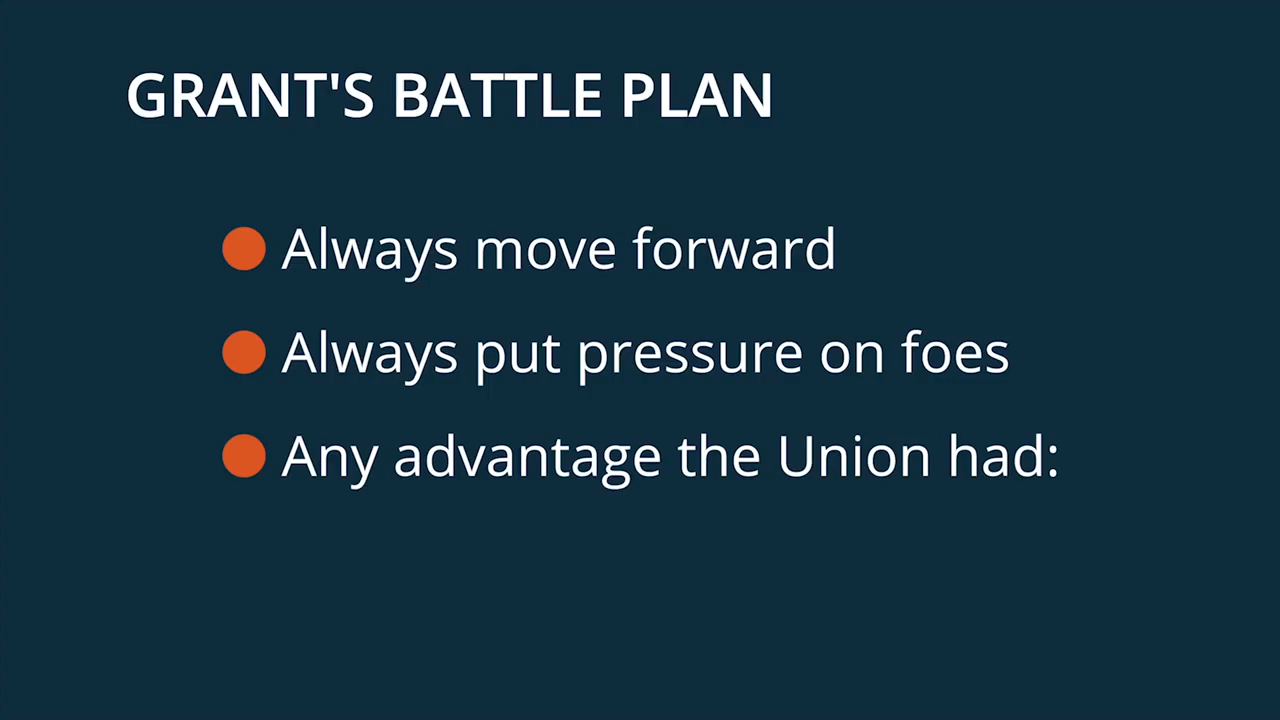 GRANT'S BATTLE PLAN
Always move forward
Always put pressure on foes
Any advantage the Union had: